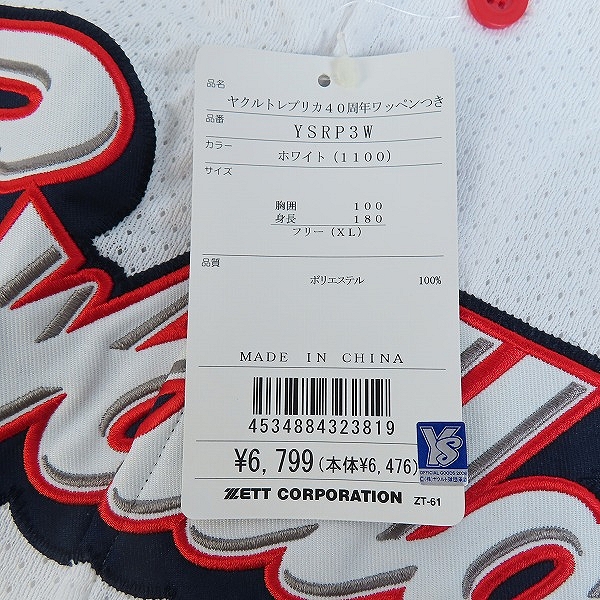 品名 ヤクルトレプリカ40周年ワッペンつき
品番 YSRP3W
カラー ホワイト(1100)
サイズ
胸囲 100
身長 180
フリー(XL)
品質
ポリエステル 100%
MADE IN CHINA
4534884323819
¥6,799(本体¥6,476)
YS
OFFICIAL GOODS
ZETT CORPORATION ZT-61